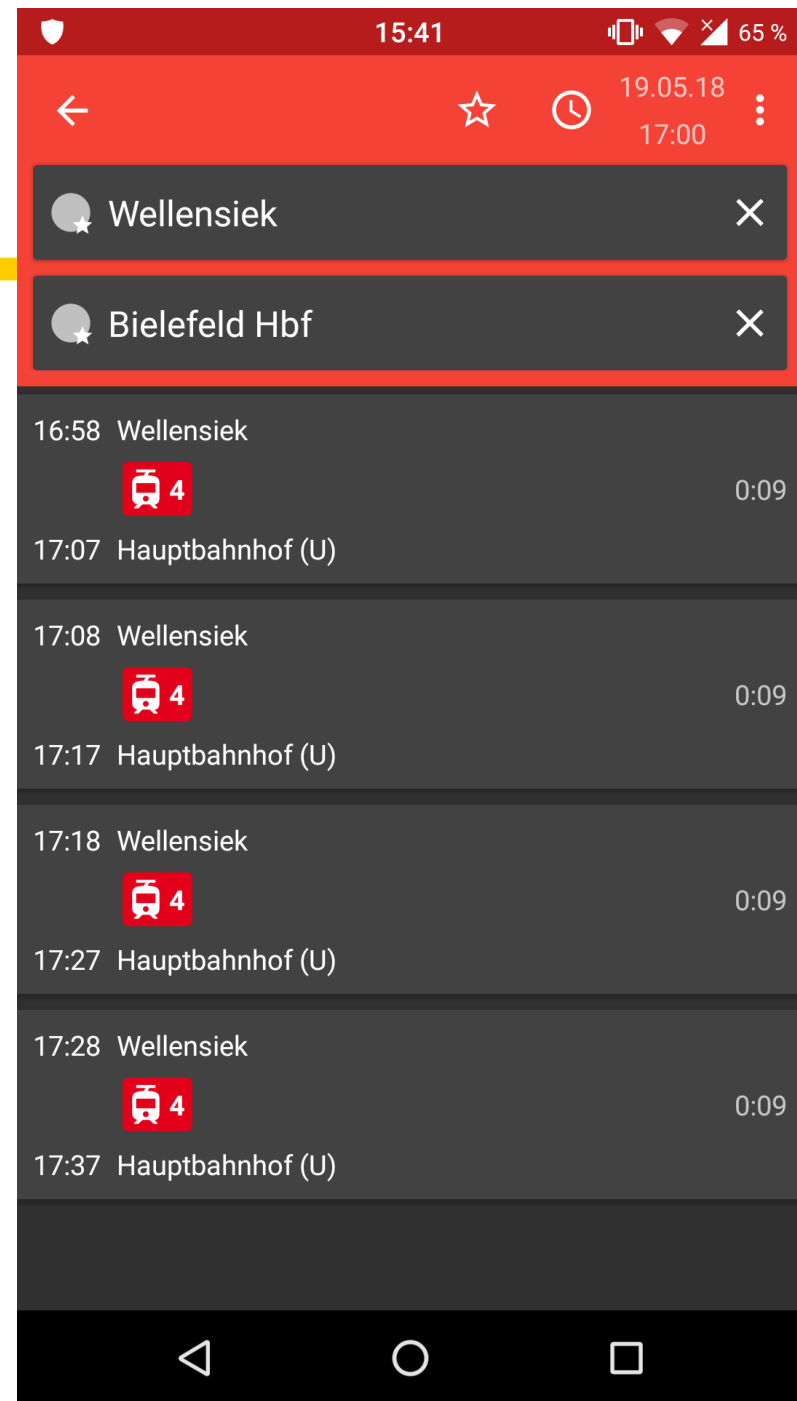 15:41 65 %
19.05.18
17:00
Wellensiek
Bielefeld Hbf
16:58 Wellensiek
4 0:09
17:07 Hauptbahnhof (U)
17:08 Wellensiek
4 0:09
17:17 Hauptbahnhof (U)
17:18 Wellensiek
4 0:09
17:27 Hauptbahnhof (U)
17:28 Wellensiek
4 0:09
17:37 Hauptbahnhof (U)